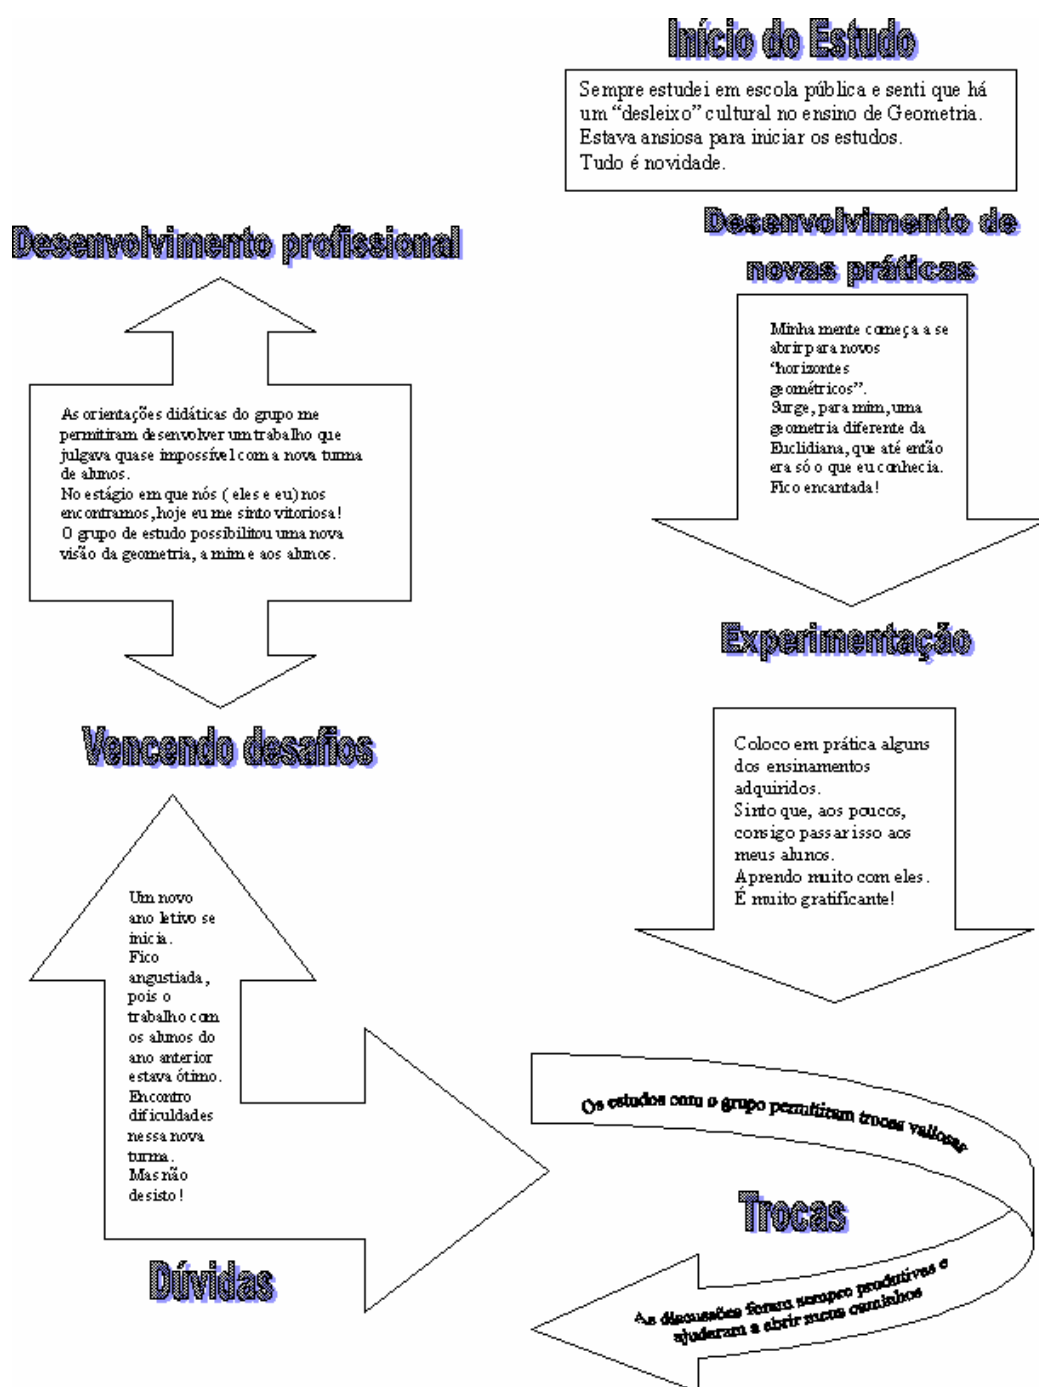 Início do Estudo
Sempre estudei em escola pública e senti que há
um “desleixo” cultural no ensino de Geometria.
Estava ansiosa para iniciar os estudos.
Tudo é novidade.
Desenvolvimento de
novas práticas
Minha mente começa a se
abrir para novos
“horizontes
geométricos”.
Surge, para mim, uma
geometria diferente da
Euclidiana, que até então
era só o que eu conhecia.
Fico encantada!
Experimentação
Coloco em prática alguns
dos ensinamentos
adquiridos.
Sinto que, aos poucos,
consigo passar isso aos
meus alunos.
Aprendo muito com eles.
É muito gratificante!
Os estudos com o grupo permitiram trocas valiosas
Trocas
As discussões foram sempre produtivas e
ajudaram a abrir meus caminhos
Dúvidas
Um novo
ano letivo se
inicia.
Fico
angustiada,
pois o
trabalho com
os alunos do
ano anterior
estava ótimo.
Encontro
dificuldades
nessa nova
turma.
Mas não
desisto!
Vencendo desafios
As orientações didáticas do grupo me
permitiram desenvolver um trabalho que
julgava quase impossível com a nova turma
de alunos.
No estágio em que nós ( eles e eu) nos
encontramos, hoje eu me sinto vitoriosa!
O grupo de estudo possibilitou uma nova
visão da geometria, a mim e aos alunos.
Desenvolvimento profissional